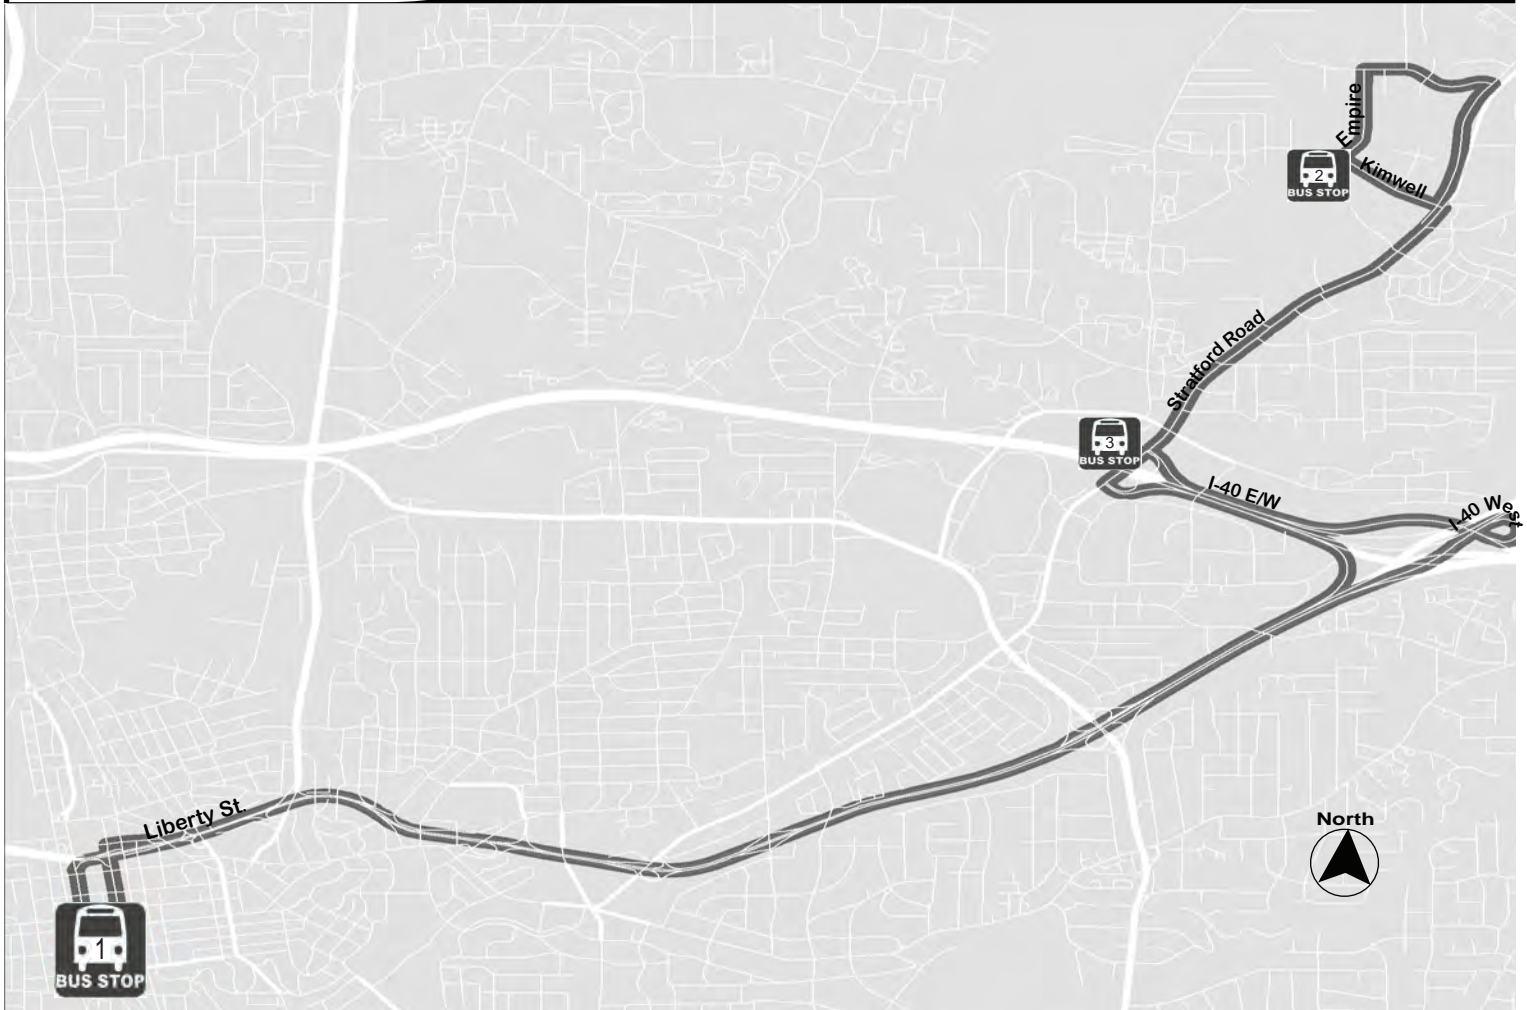 Empire
Kimwell
2
BUS STOP
Stratford Road
3
BUS STOP
I-40 E/W
I-40 West
Liberty St.
North
1
BUS STOP